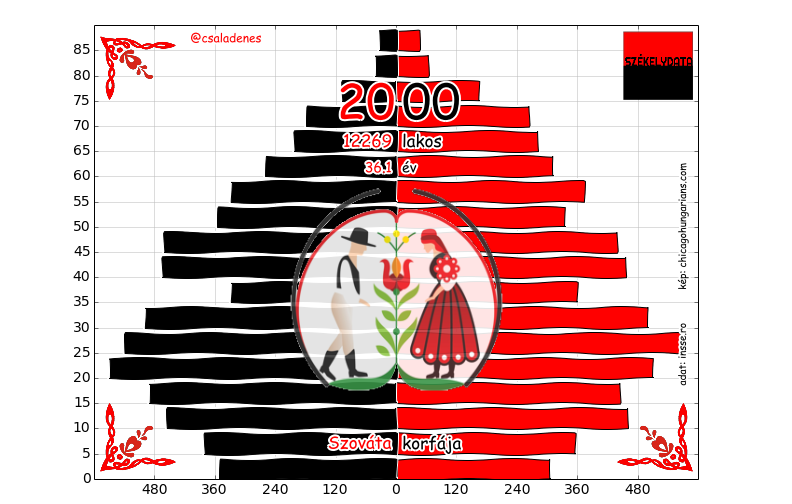 @csaladenes
SZÉKELYDATA
2000
12269 lakos
36.1 év
kép: chicagohungarians.com
adat: insse.ro
Szováta korfája
85
80
75
70
65
60
55
50
45
40
35
30
25
20
15
10
5
0
480 360 240 120 0 120 240 360 480